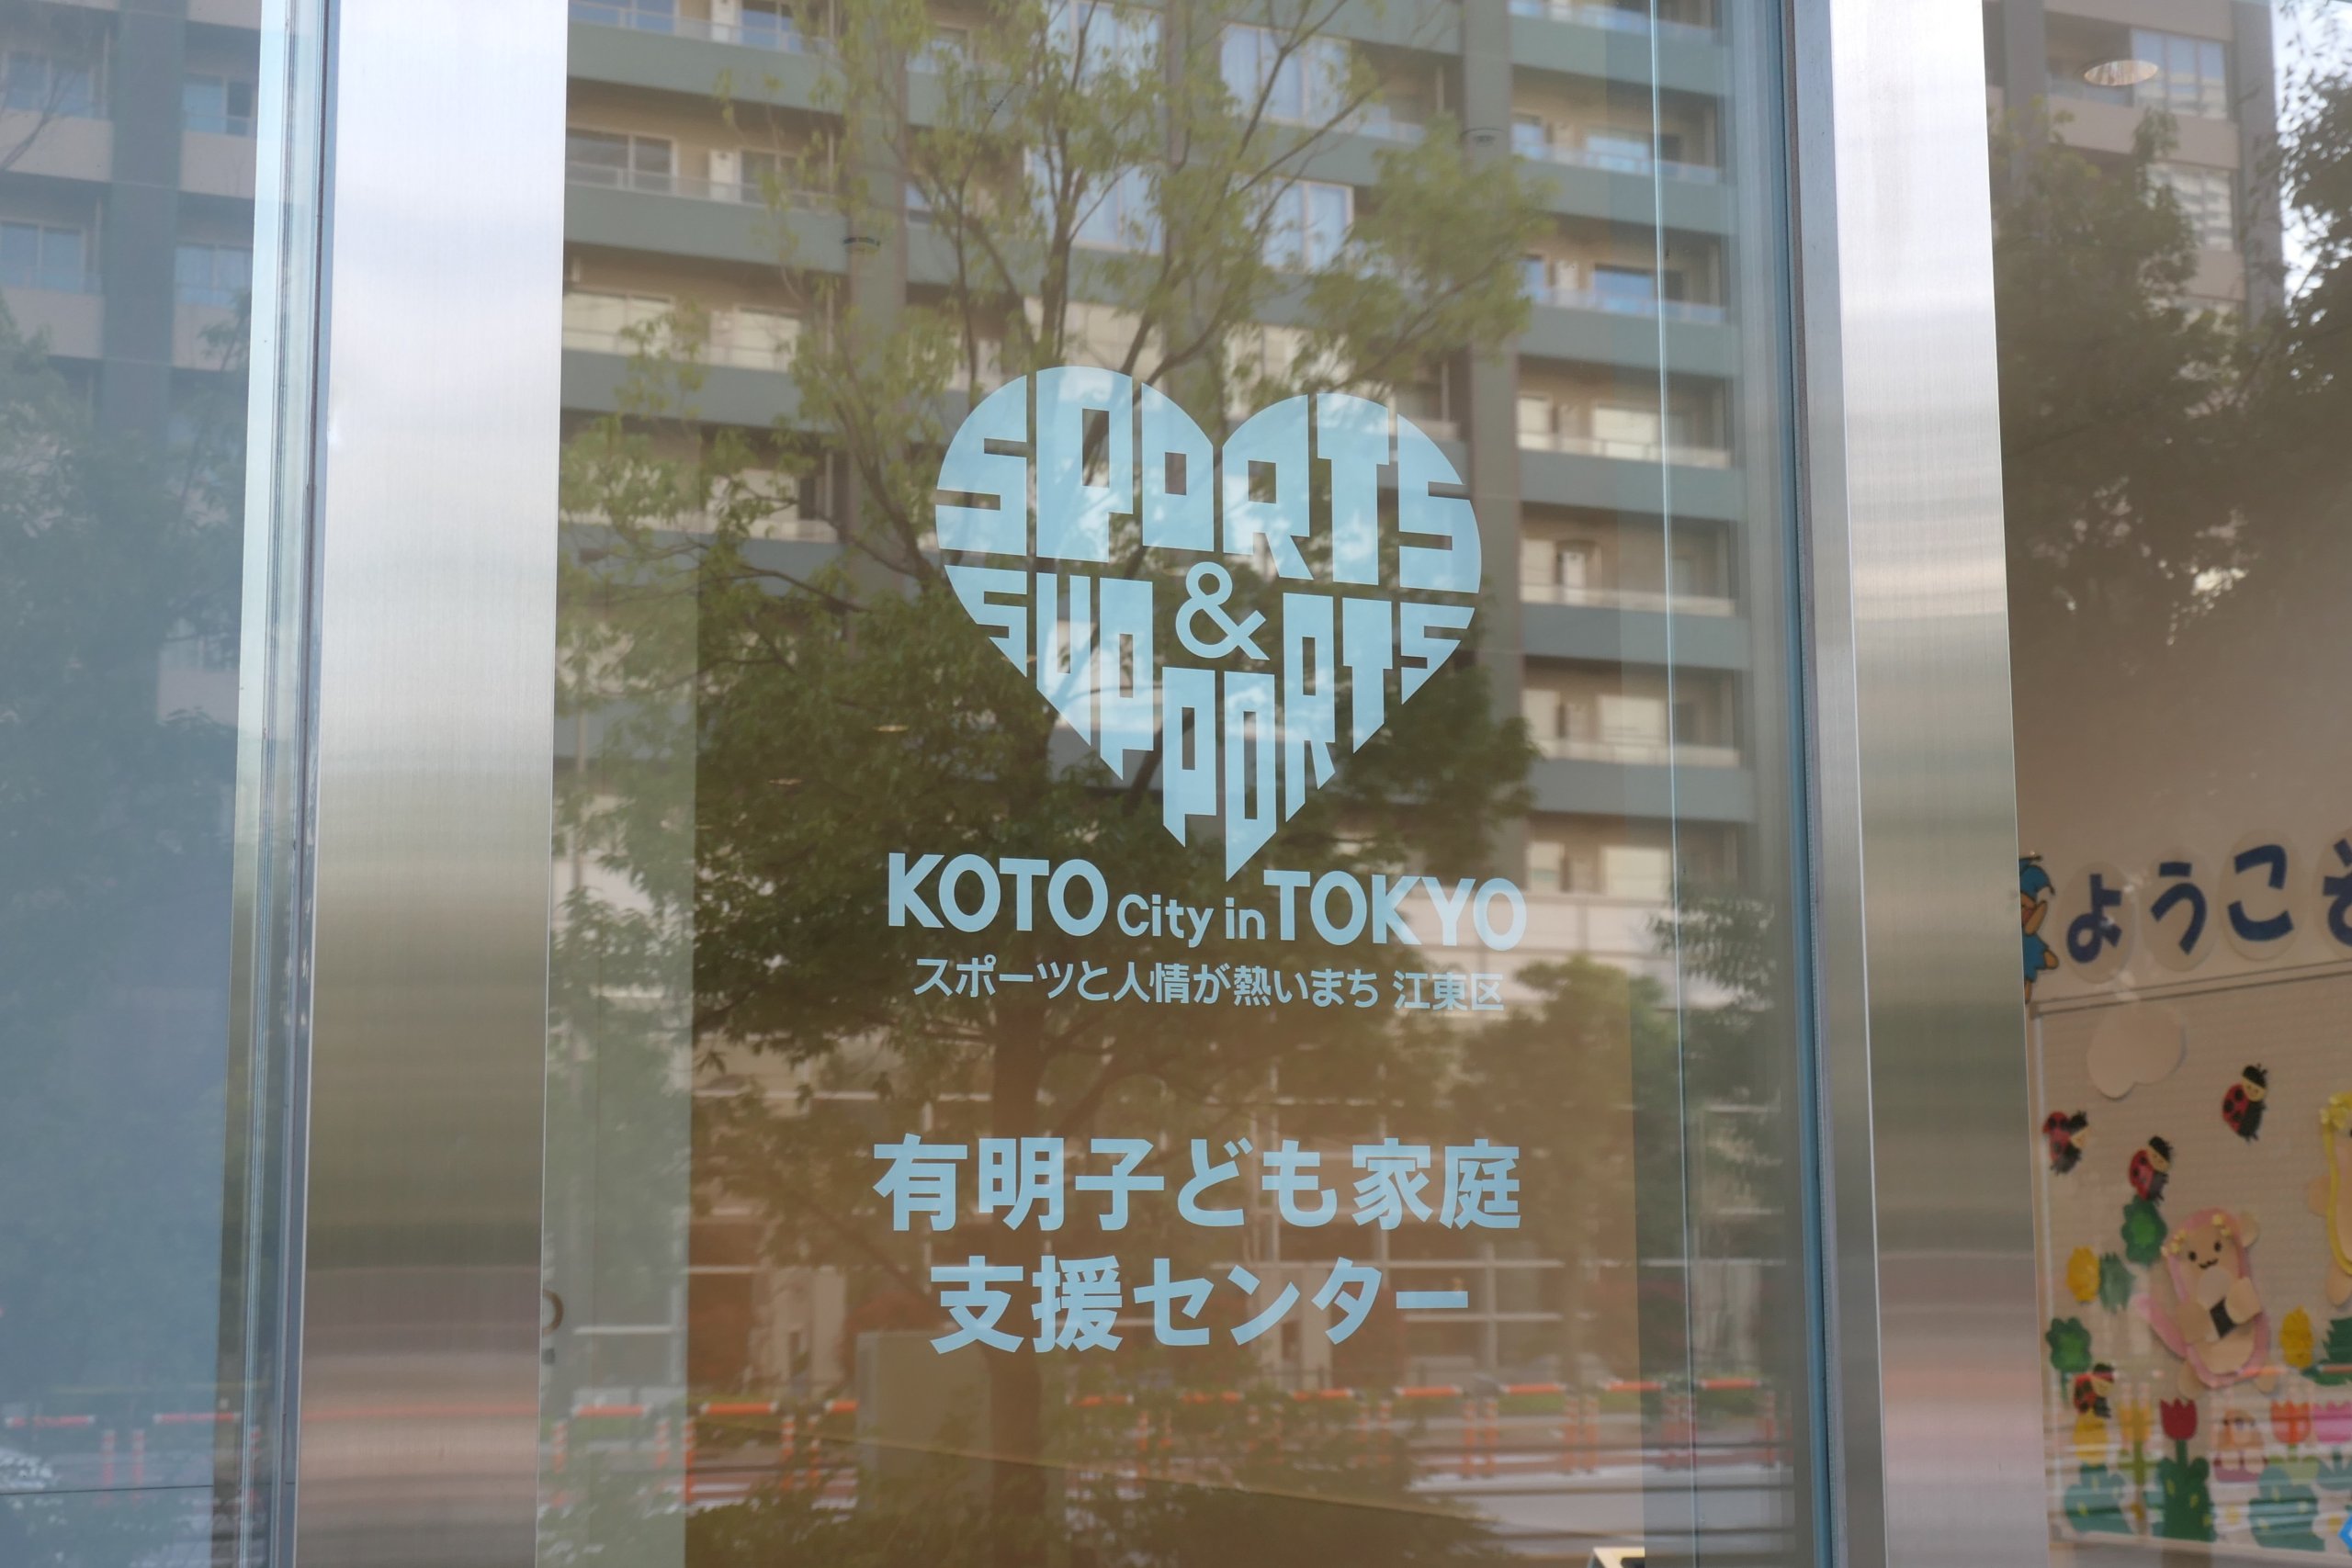 SPORTS
&
SUPPORTS
KOTO City in TOKYO
スポーツと人情が熱いまち 江東区
有明子ども家庭
支援センター
ようこそ